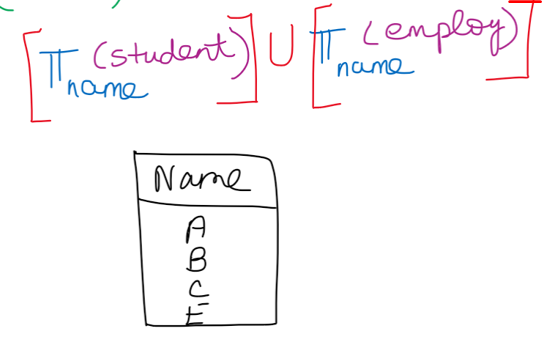 [π name (student)] ∪ [π name (employ)]
Name
A
B
C
E